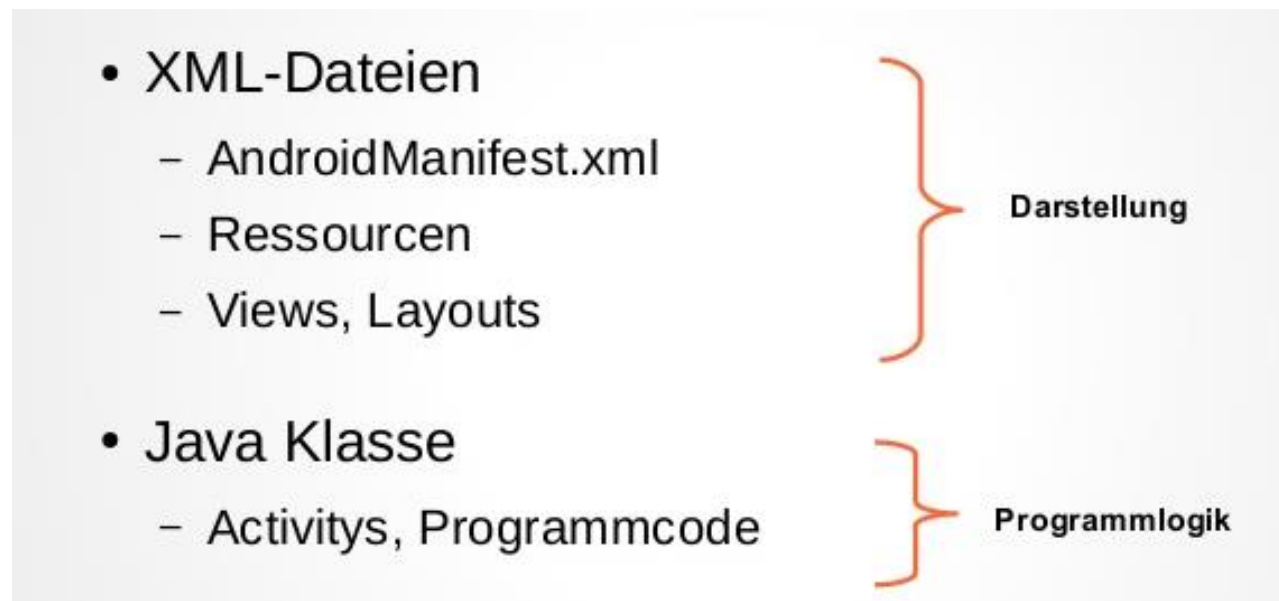 • XML-Dateien
– AndroidManifest.xml
– Ressourcen
– Views, Layouts
Darstellung
• Java Klasse
– Activitys, Programmcode
Programmlogik